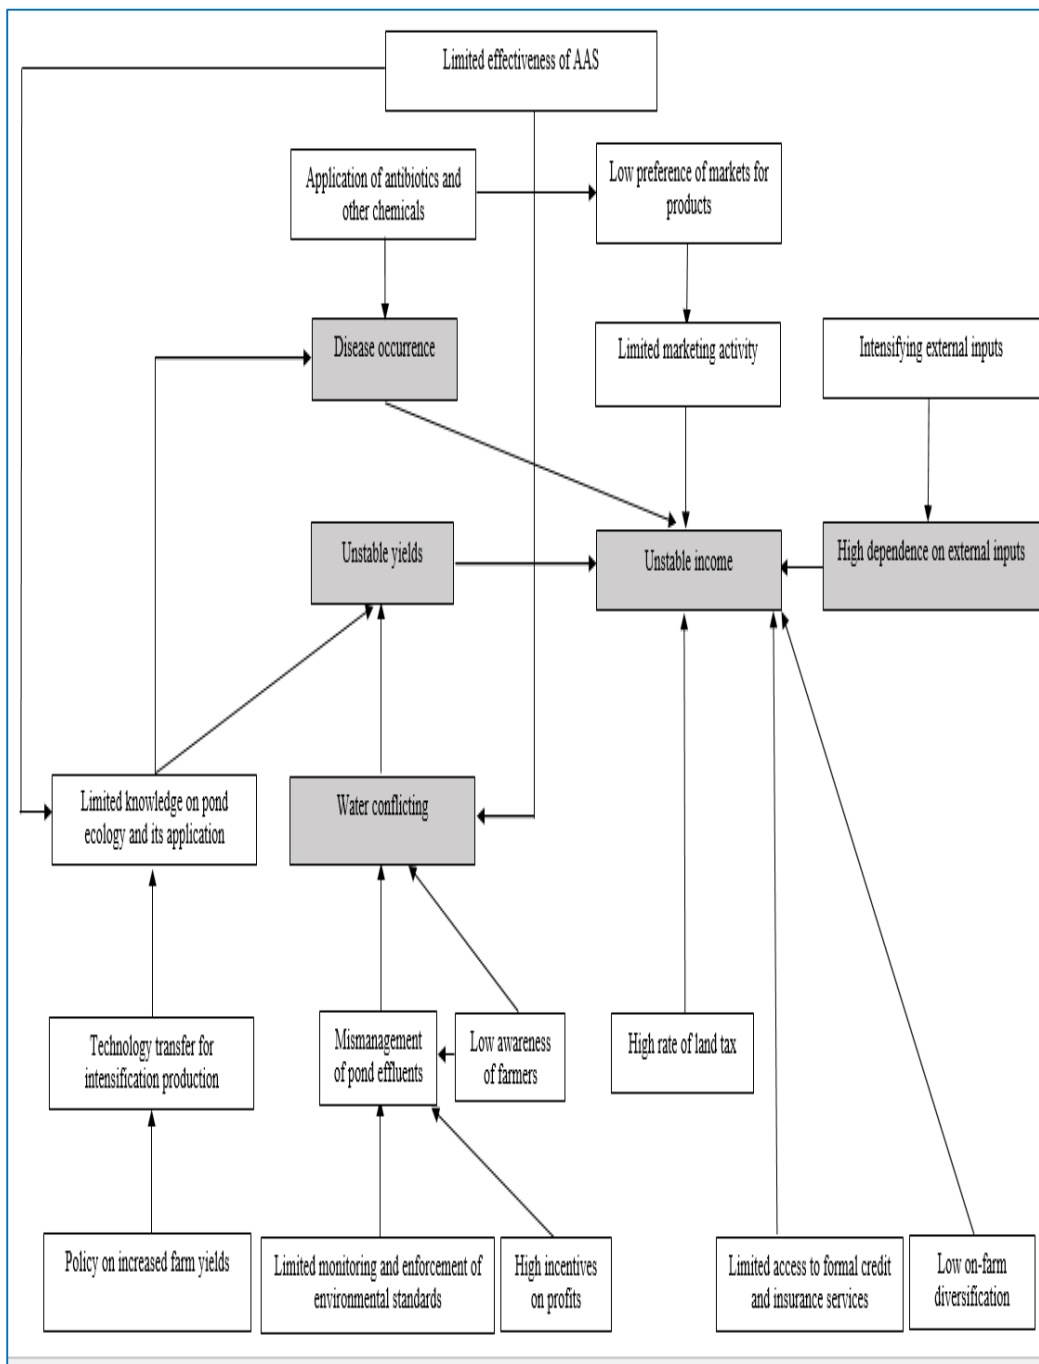 Limited effectiveness of AAS
Application of antibiotics and
other chemicals
Low preference of markets for
products
Disease occurrence
Limited marketing activity
Intensifying external inputs
Unstable yields
Unstable income
High dependence on external inputs
Limited knowledge on pond
ecology and its application
Water conflicting
Technology transfer for
intensification production
Mismanagement
of pond effluents
Low awareness
of farmers
High rate of land tax
Policy on increased farm yields
Limited monitoring and enforcement of
environmental standards
High incentives
on profits
Limited access to formal credit
and insurance services
Low on-farm
diversification